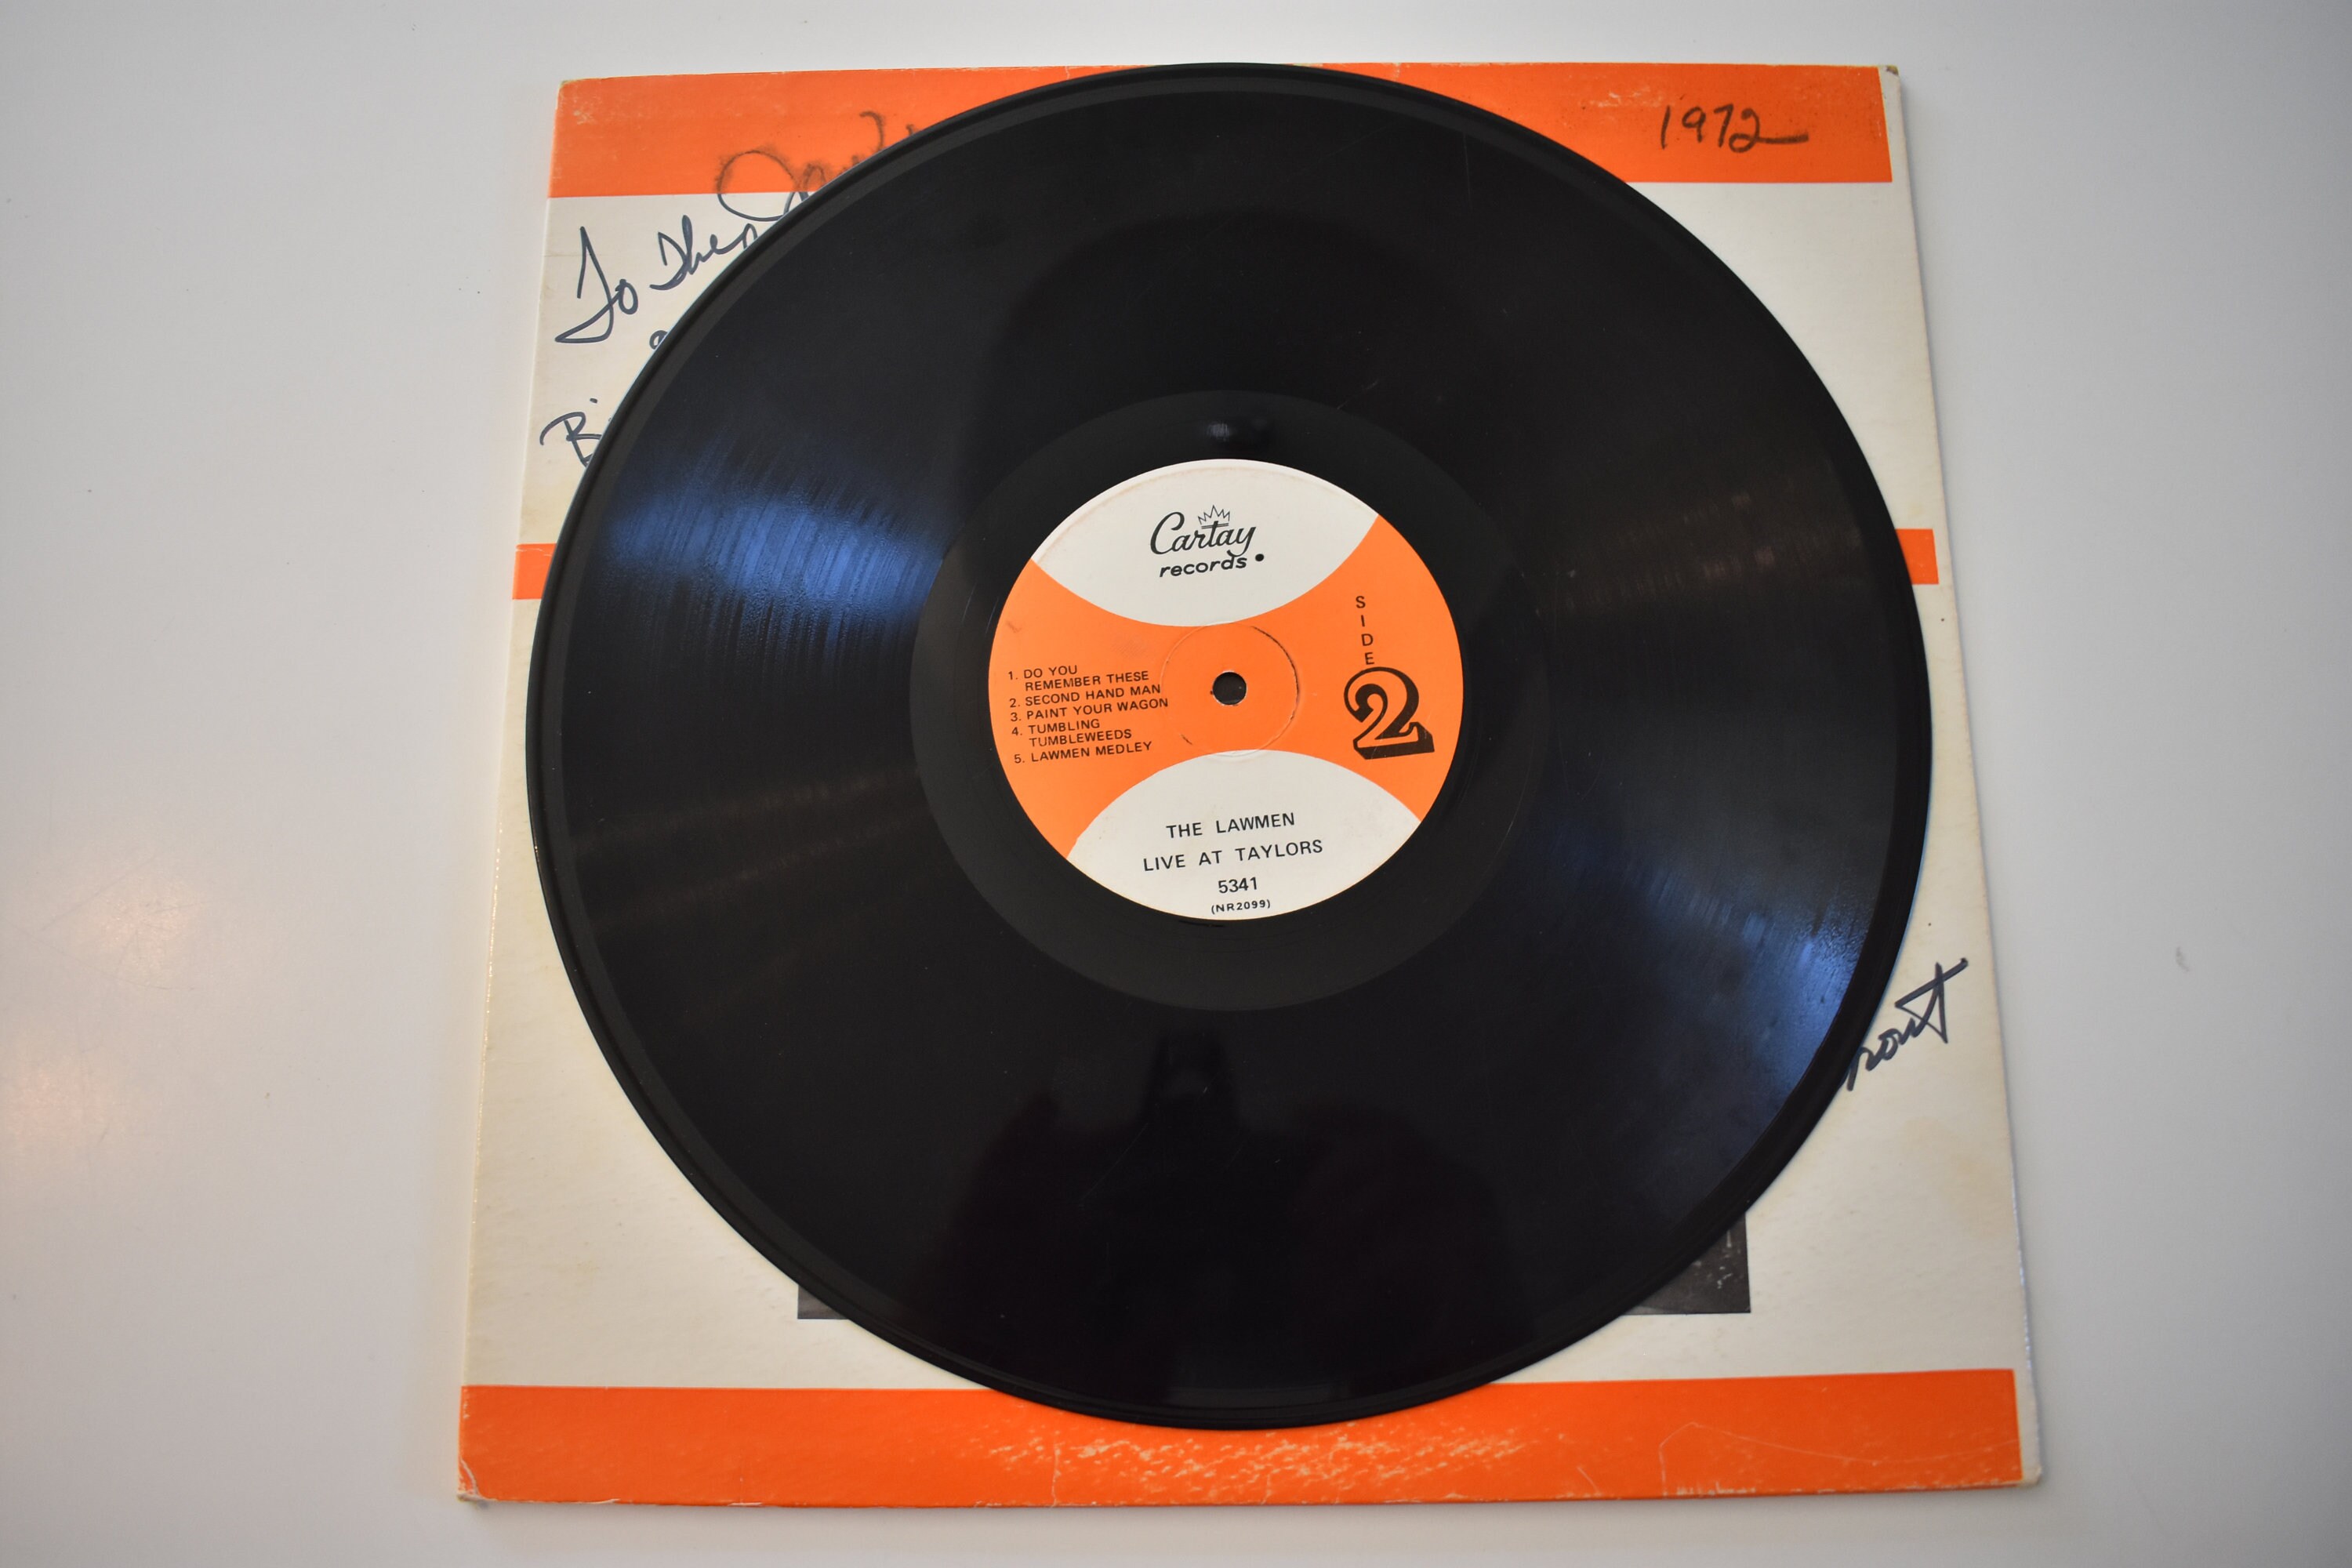 1972
To
Cartay
records
SIDE
2
1. DO YOU
REMEMBER THESE
2. SECOND HAND MAN
3. PAINT YOUR WAGON
4. TUMBLING
TUMBLEWEEDS
5. LAWMEN MEDLEY
THE LAWMEN
LIVE AT TAYLORS
5341
(NR2099)